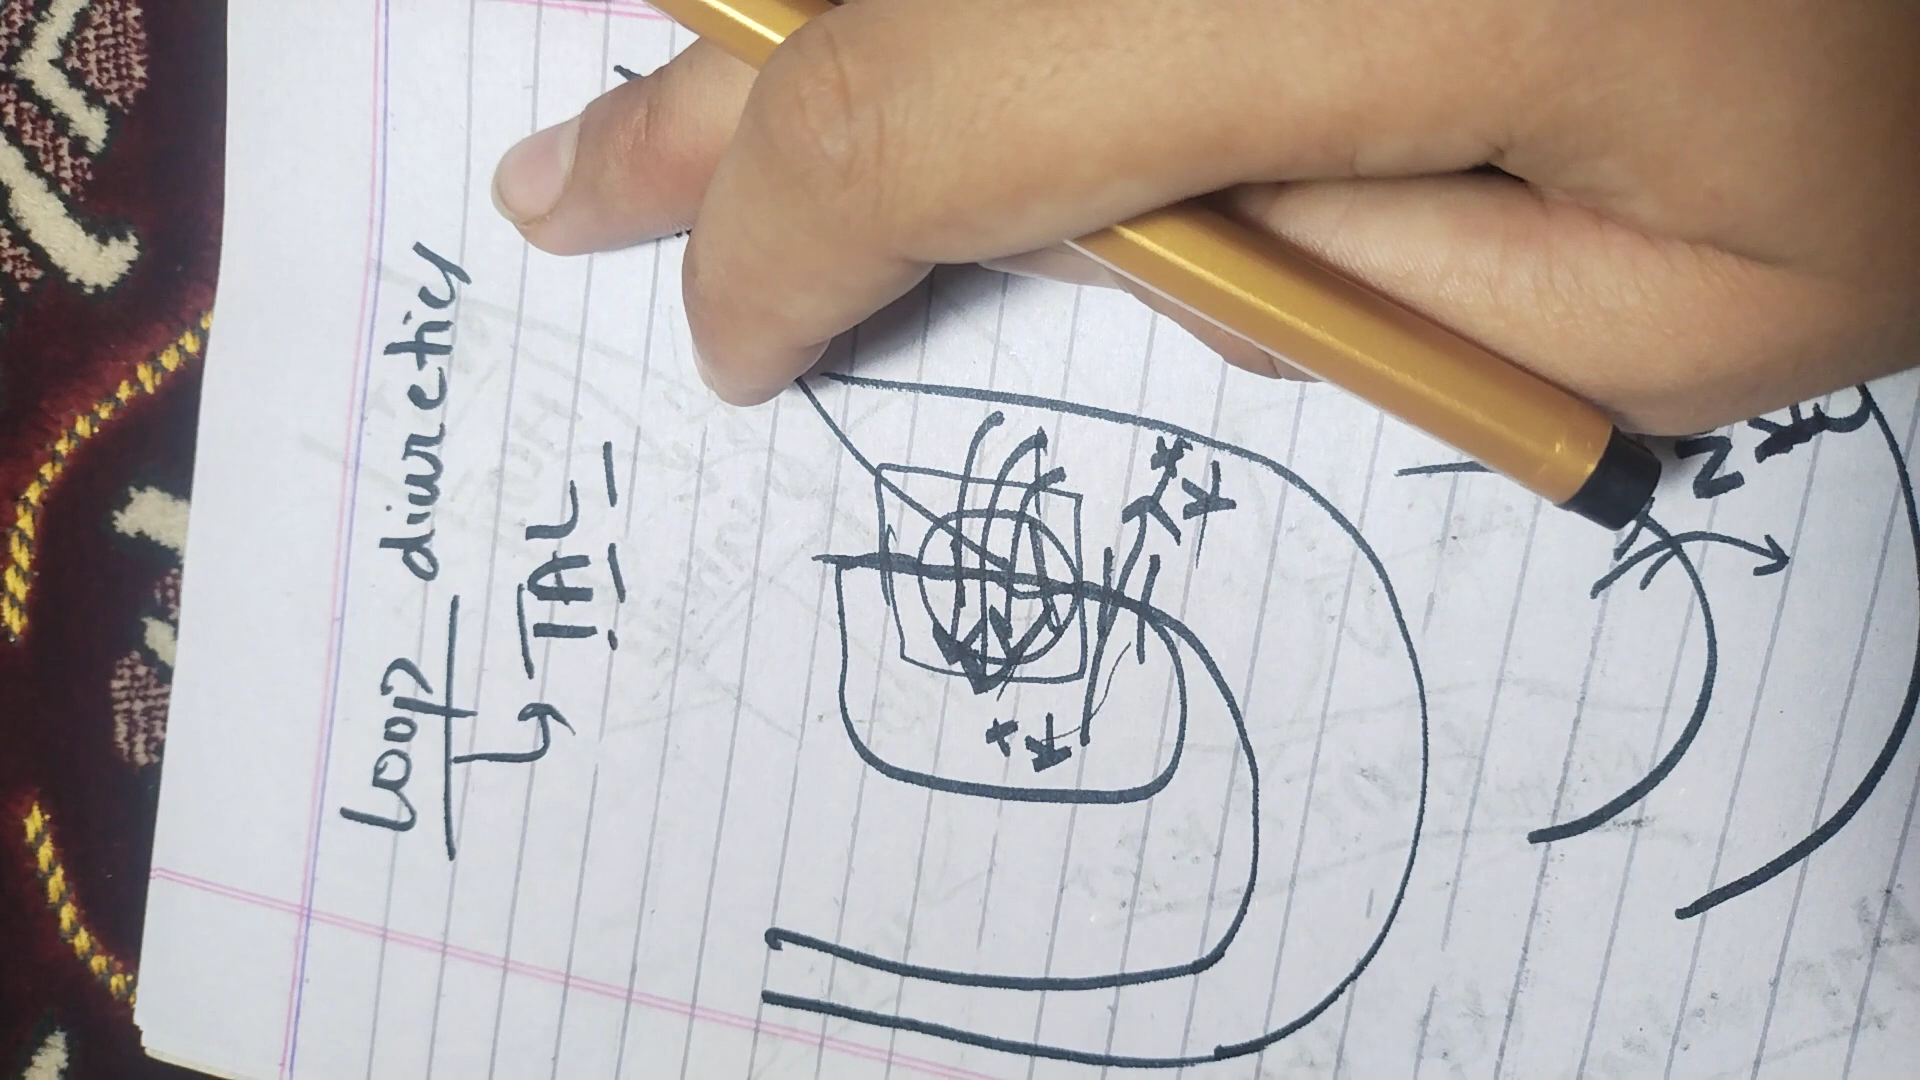 Loop diuretics
↳ TAL
K+
K+
N
K